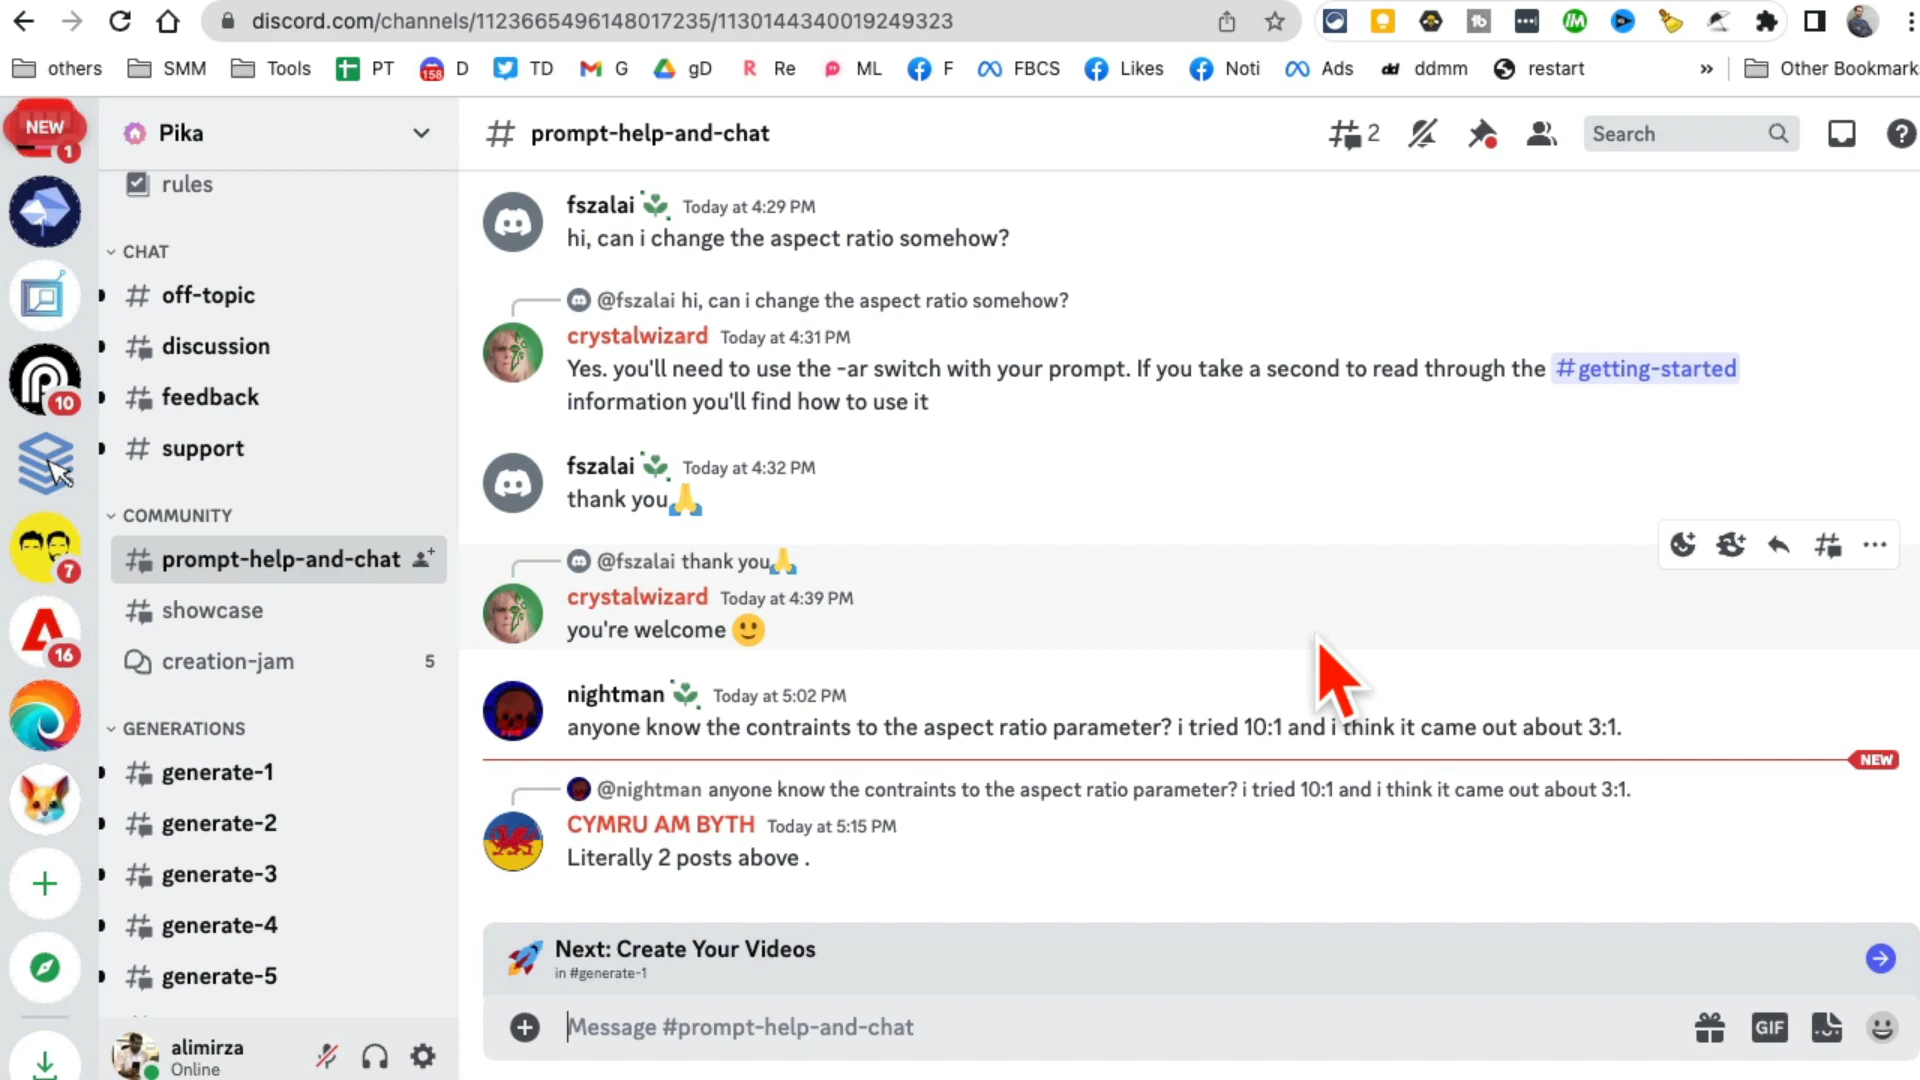 discord.com/channels/1123665496148017235/1130144340019249323
others SMM Tools PT 158 D TD G gD Re ML F FBCS Likes Noti Ads dd ddmm restart » Other Bookmark
NEW
1
Pika
prompt-help-and-chat
2
Search
rules
CHAT
off-topic
discussion
10
feedback
support
COMMUNITY
prompt-help-and-chat
7
showcase
16
creation-jam 5
GENERATIONS
generate-1
generate-2
generate-3
generate-4
generate-5
alimirza
Online
fszalai Today at 4:29 PM
hi, can i change the aspect ratio somehow?
@fszalai hi, can i change the aspect ratio somehow?
crystalwizard Today at 4:31 PM
Yes. you'll need to use the -ar switch with your prompt. If you take a second to read through the #getting-started
information you'll find how to use it
fszalai Today at 4:32 PM
thank you
@fszalai thank you
crystalwizard Today at 4:39 PM
you're welcome
nightman Today at 5:02 PM
anyone know the contraints to the aspect ratio parameter? i tried 10:1 and i think it came out about 3:1.
NEW
@nightman anyone know the contraints to the aspect ratio parameter? i tried 10:1 and i think it came out about 3:1.
CYMRU AM BYTH Today at 5:15 PM
Literally 2 posts above .
Next: Create Your Videos
in #generate-1
Message #prompt-help-and-chat
GIF